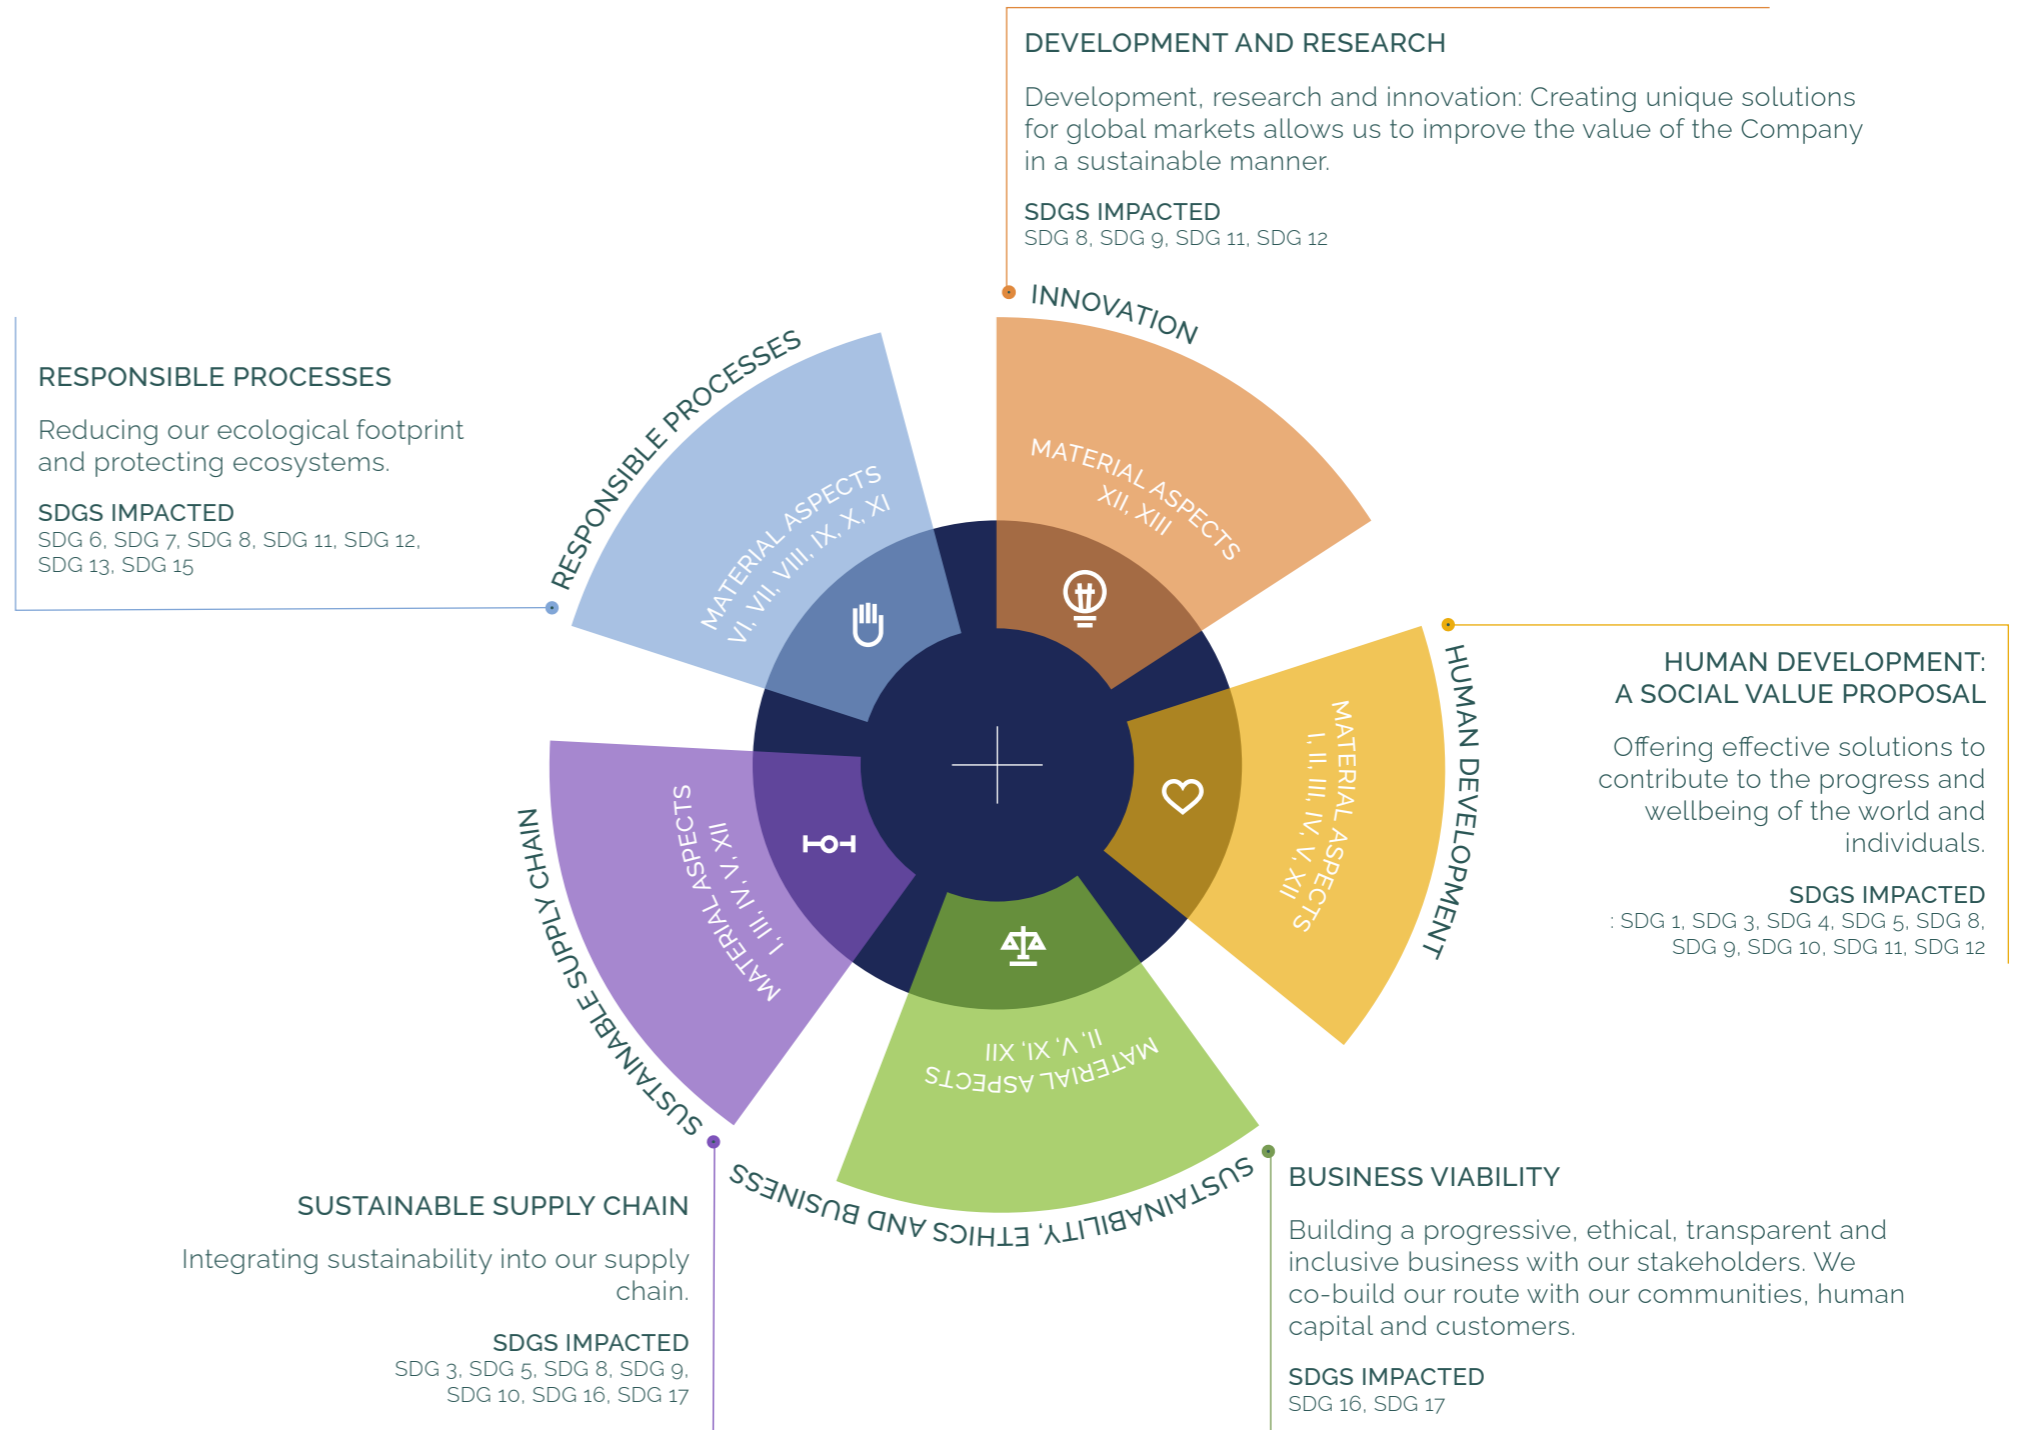 DEVELOPMENT AND RESEARCH
Development, research and innovation: Creating unique solutions
for global markets allows us to improve the value of the Company
in a sustainable manner.
SDGS IMPACTED
SDG 8, SDG 9, SDG 11, SDG 12
INNOVATION
MATERIAL ASPECTS
XII, XIII
RESPONSIBLE PROCESSES
Reducing our ecological footprint
and protecting ecosystems.
SDGS IMPACTED
SDG 6, SDG 7, SDG 8, SDG 11, SDG 12,
SDG 13, SDG 15
RESPONSIBLE PROCESSES
MATERIAL ASPECTS
VI, VII, VIII, IX, X, XI
HUMAN DEVELOPMENT
MATERIAL ASPECTS
I, II, III, IV, V, XII
HUMAN DEVELOPMENT:
A SOCIAL VALUE PROPOSAL
Offering effective solutions to
contribute to the progress and
wellbeing of the world and
individuals.
SDGS IMPACTED
: SDG 1, SDG 3, SDG 4, SDG 5, SDG 8,
SDG 9, SDG 10, SDG 11, SDG 12
SUSTAINABLE SUPPLY CHAIN
MATERIAL ASPECTS
I, III, IV, V, XII
SUSTAINABLE SUPPLY CHAIN
Integrating sustainability into our supply
chain.
SDGS IMPACTED
SDG 3, SDG 5, SDG 8, SDG 9,
SDG 10, SDG 16, SDG 17
SUSTAINABILITY, ETHICS AND BUSINESS
MATERIAL ASPECTS
II, V, XI, XII
BUSINESS VIABILITY
Building a progressive, ethical, transparent and
inclusive business with our stakeholders. We
co-build our route with our communities, human
capital and customers.
SDGS IMPACTED
SDG 16, SDG 17